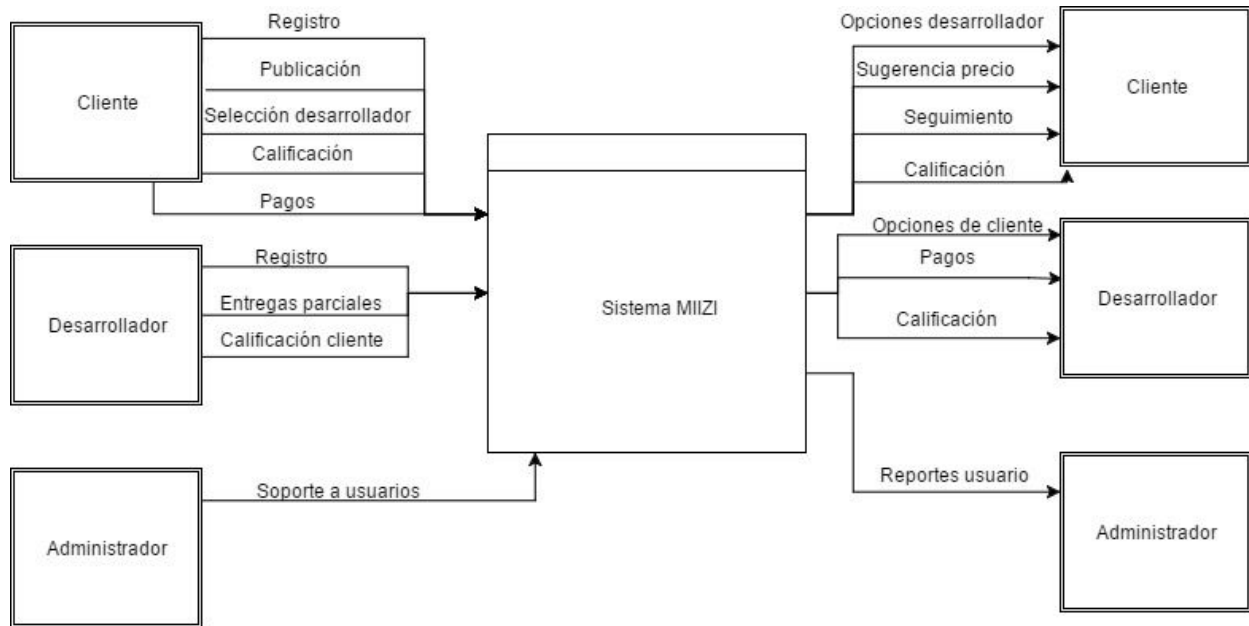 Registro
Publicación
Cliente
Selección desarrollador
Calificación
Pagos
Registro
Entregas parciales
Desarrollador
Calificación cliente
Soporte a usuarios
Administrador
Sistema MIIZI
Opciones desarrollador
Sugerencia precio
Cliente
Seguimiento
Calificación
Opciones de cliente
Pagos
Desarrollador
Calificación
Reportes usuario
Administrador